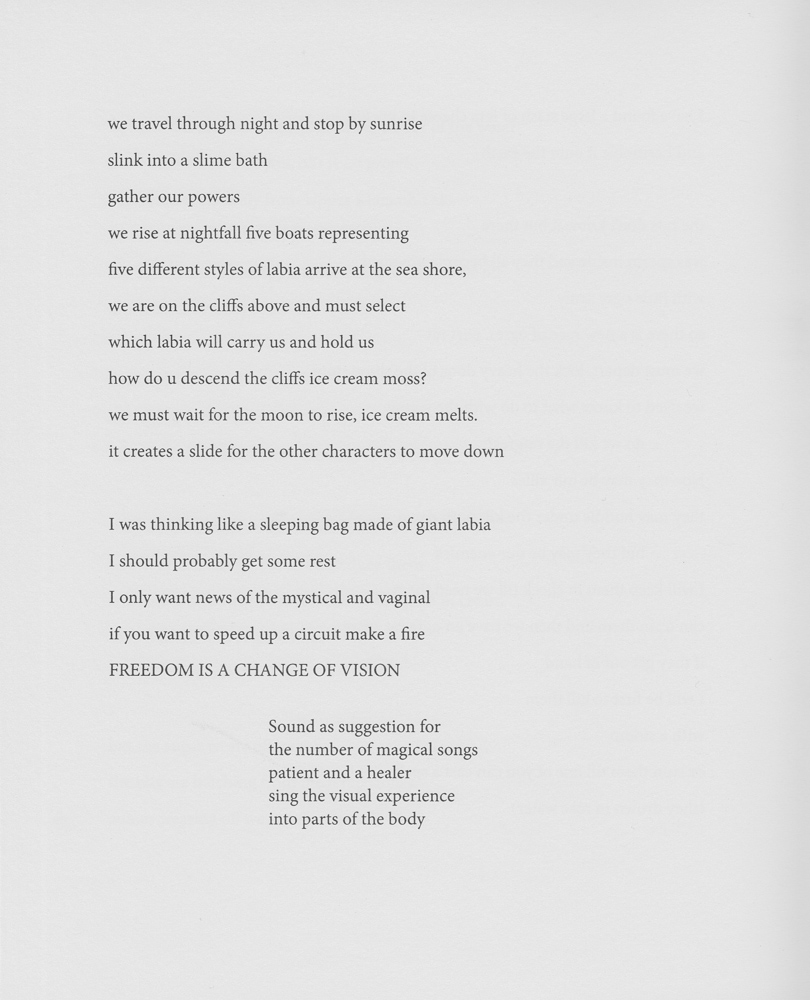 we travel through night and stop by sunrise
slink into a slime bath
gather our powers
we rise at nightfall five boats representing
five different styles of labia arrive at the sea shore,
we are on the cliffs above and must select
which labia will carry us and hold us
how do u descend the cliffs ice cream moss?
we must wait for the moon to rise, ice cream melts.
it creates a slide for the other characters to move down
I was thinking like a sleeping bag made of giant labia
I should probably get some rest
I only want news of the mystical and vaginal
if you want to speed up a circuit make a fire
FREEDOM IS A CHANGE OF VISION
Sound as suggestion for
the number of magical songs
patient and a healer
sing the visual experience
into parts of the body